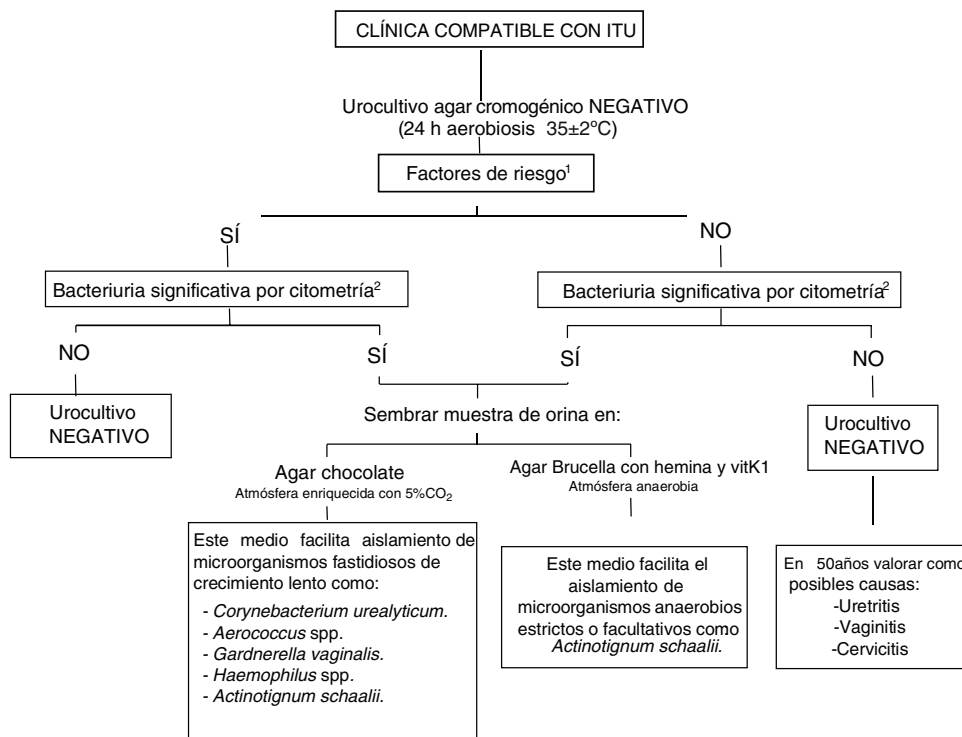 CLÍNICA COMPATIBLE CON ITU
Urocultivo agar cromogénico NEGATIVO
(24 h aerobiosis 35±2ºC)
Factores de riesgo¹
SÍ
NO
Bacteriuria significativa por citometría²
Bacteriuria significativa por citometría²
NO
SÍ
SÍ
NO
Urocultivo
NEGATIVO
Sembrar muestra de orina en:
Urocultivo
NEGATIVO
Agar chocolate
Atmósfera enriquecida con 5%CO₂
Agar Brucella con hemina y vitK1
Atmósfera anaerobia
Este medio facilita aislamiento de
microorganismos fastidiosos de
crecimiento lento como:
- Corynebacterium urealyticum.
- Aerococcus spp.
- Gardnerella vaginalis.
- Haemophilus spp.
- Actinotignum schaalii.
Este medio facilita el
aislamiento de
microorganismos anaerobios
estrictos o facultativos como
Actinotignum schaalii.
En 50años valorar como
posibles causas:
-Uretritis
-Vaginitis
-Cervicitis